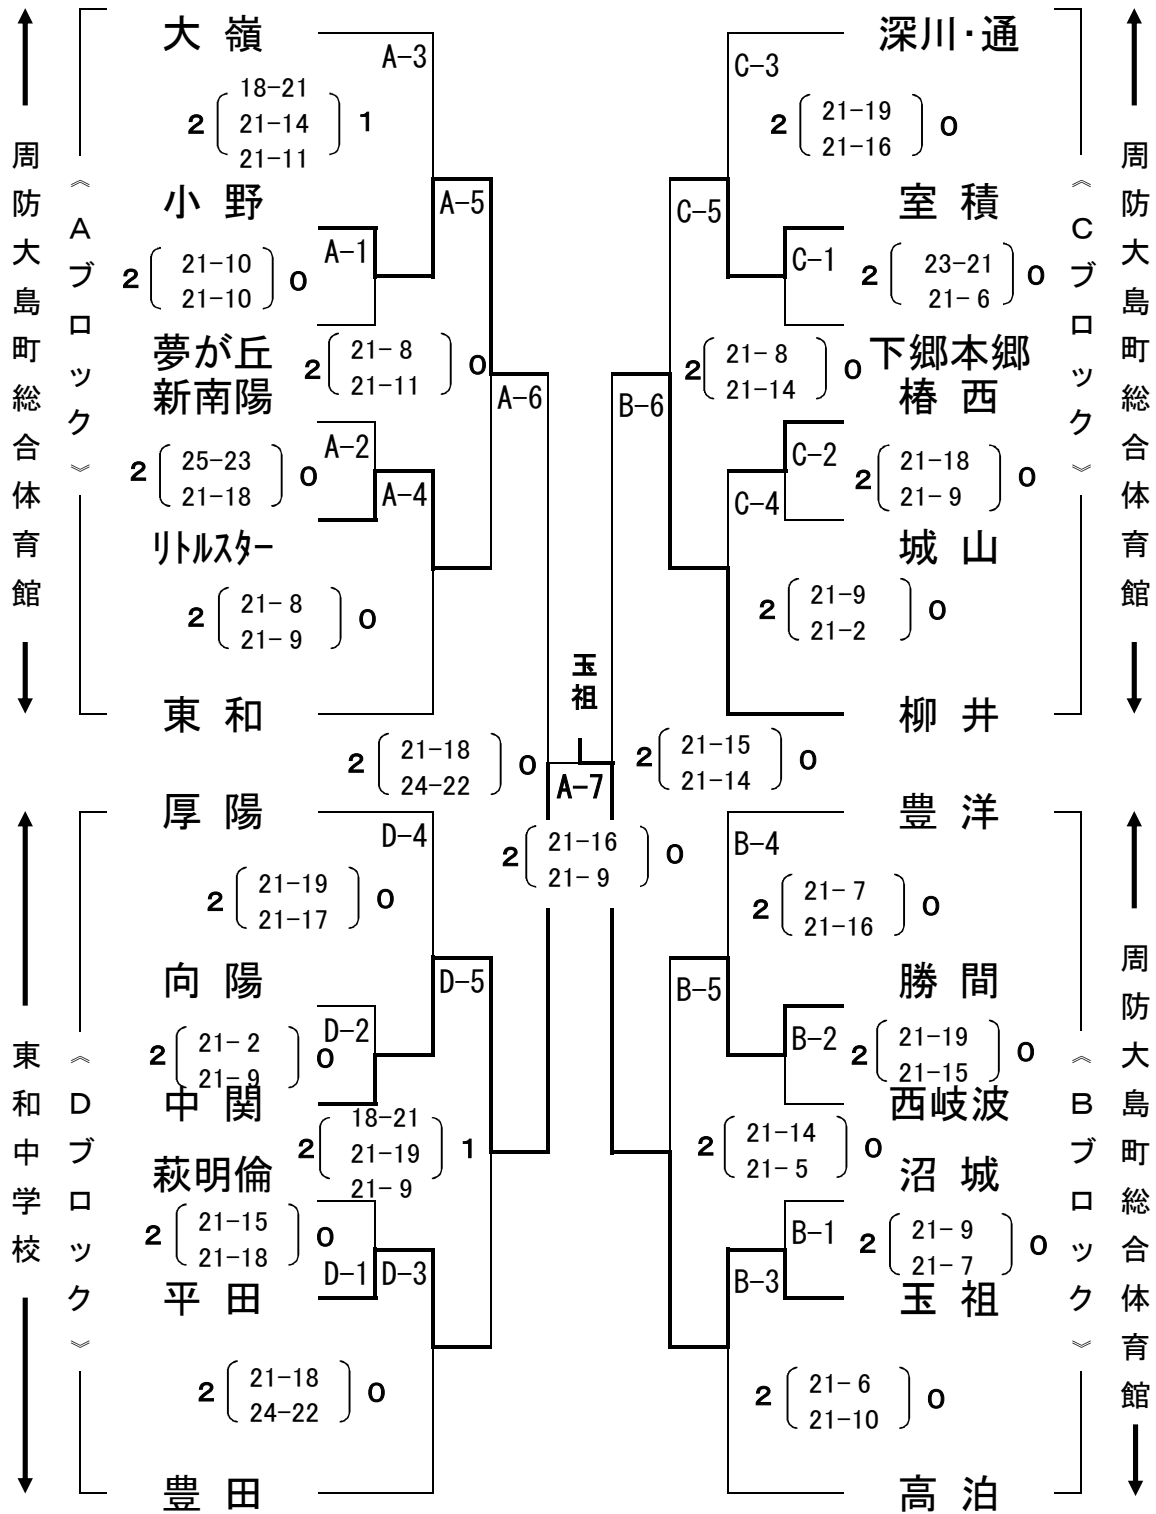 周防大島町総合体育館
《Aブロック》
大 嶺
A-3
2 18-21 1
21-14
21-11
小 野
A-1
A-5
2 21-10 0
21-10
夢が丘
2 21- 8 0
21-11
A-6
新南陽
A-2
2 25-23 0
21-18
A-4
リトルスター
2 21- 8 0
21- 9
東 和
2 21-18 0
24-22
東和中学校
《Dブロック》
厚 陽
D-4
2 21-19 0
21-17
向 陽
D-2
D-5
2 21- 2 0
21- 9
中 関
2 18-21 1
21-19
21- 9
萩明倫
2 21-15 0
21-18
D-1
D-3
平 田
2 21-18 0
24-22
豊 田
玉祖
A-7
2 21-16 0
21- 9
深川・通
C-3
2 21-19 0
21-16
室 積
C-1
C-5
2 23-21 0
21- 6
下郷本郷
2 21- 8 0
21-14
B-6
椿 西
C-2
2 21-18 0
21- 9
C-4
城 山
2 21-9 0
21-2
柳 井
2 21-15 0
21-14
《Cブロック》
周防大島町総合体育館
豊 洋
B-4
2 21- 7 0
21-16
勝 間
B-5
B-2
2 21-19 0
21-15
西岐波
2 21-14 0
21- 5
沼 城
B-1
2 21- 9 0
21- 7
B-3
玉 祖
2 21- 6 0
21-10
高 泊
《Bブロック》
周防大島町総合体育館